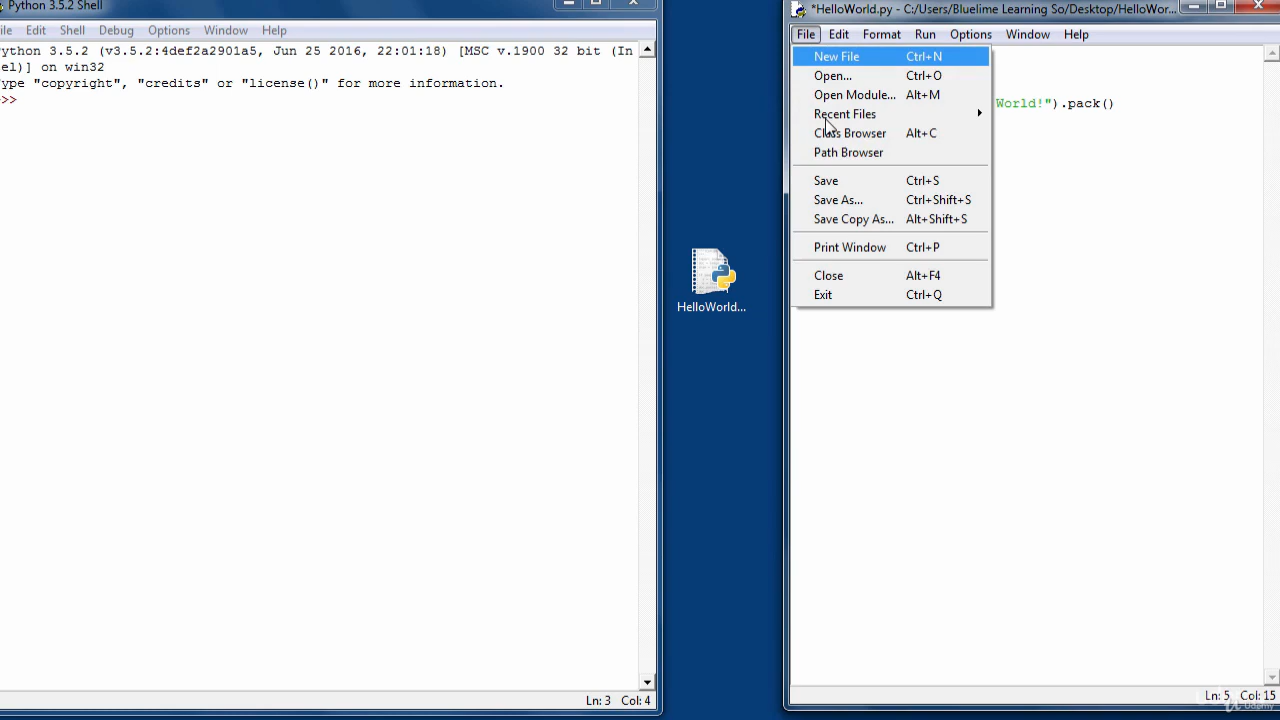 Python 3.5.2 Shell
File Edit Shell Debug Options Window Help
Python 3.5.2 (v3.5.2:4def2a2901a5, Jun 25 2016, 22:01:18) [MSC v.1900 32 bit (In
tel)] on win32
Type "copyright", "credits" or "license()" for more information.
>>>
Ln: 3 Col: 4
HelloWorld...
*HelloWorld.py - C:/Users/Bluelime Learning So/Desktop/HelloWor...
File Edit Format Run Options Window Help
New File Ctrl+N
Open... Ctrl+O
Open Module... Alt+M
Recent Files
Class Browser Alt+C
Path Browser
Save Ctrl+S
Save As... Ctrl+Shift+S
Save Copy As... Alt+Shift+S
Print Window Ctrl+P
Close Alt+F4
Exit Ctrl+Q
World!").pack()
Ln: 5 Col: 15
Udemy